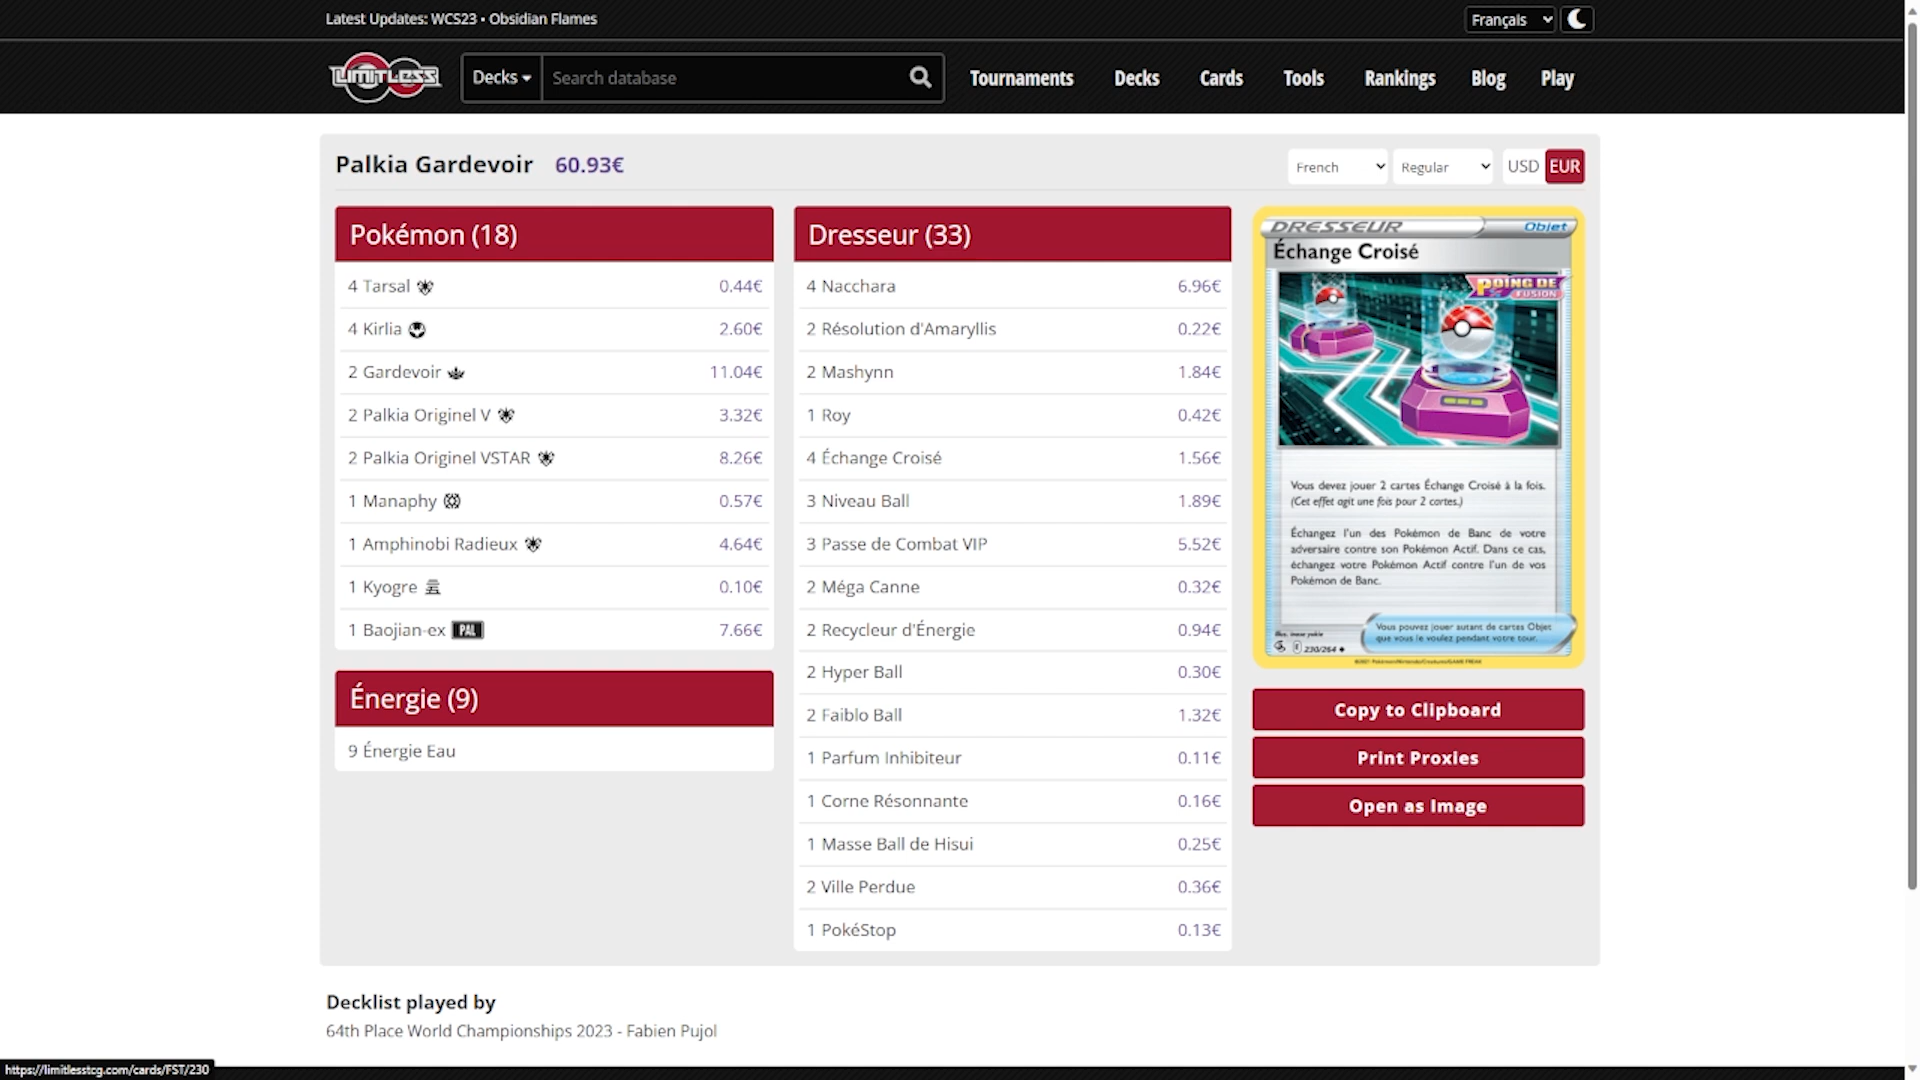 Latest Updates: WCS23 • Obsidian Flames
Français
LIMITLESS
Decks
Search database
Tournaments
Decks
Cards
Tools
Rankings
Blog
Play
Palkia Gardevoir 60.93€
French
Regular
USD
EUR
Pokémon (18)
4 Tarsal 0.44€
4 Kirlia 2.60€
2 Gardevoir 11.04€
2 Palkia Originel V 3.32€
2 Palkia Originel VSTAR 8.26€
1 Manaphy 0.57€
1 Amphinobi Radieux 4.64€
1 Kyogre 0.10€
1 Baojian-ex PAL 7.66€
Énergie (9)
9 Énergie Eau
Dresseur (33)
4 Nacchara 6.96€
2 Résolution d'Amaryllis 0.22€
2 Mashynn 1.84€
1 Roy 0.42€
4 Échange Croisé 1.56€
3 Niveau Ball 1.89€
3 Passe de Combat VIP 5.52€
2 Méga Canne 0.32€
2 Recycleur d'Énergie 0.94€
2 Hyper Ball 0.30€
2 Faiblo Ball 1.32€
1 Parfum Inhibiteur 0.11€
1 Corne Résonnante 0.16€
1 Masse Ball de Hisui 0.25€
2 Ville Perdue 0.36€
1 PokéStop 0.13€
DRESSEUR Objet
Échange Croisé
POING DE
FUSION
Vous devez jouer 2 cartes Échange Croisé à la fois.
(Cet effet agit une fois pour 2 cartes.)
Échangez l'un des Pokémon de Banc de votre
adversaire contre son Pokémon Actif. Dans ce cas,
échangez votre Pokémon Actif contre l'un de vos
Pokémon de Banc.
Vous pouvez jouer autant de cartes Objet
que vous le voulez pendant votre tour.
230/264
Copy to Clipboard
Print Proxies
Open as Image
Decklist played by
64th Place World Championships 2023 - Fabien Pujol
https://limitlesstcg.com/cards/FST/230